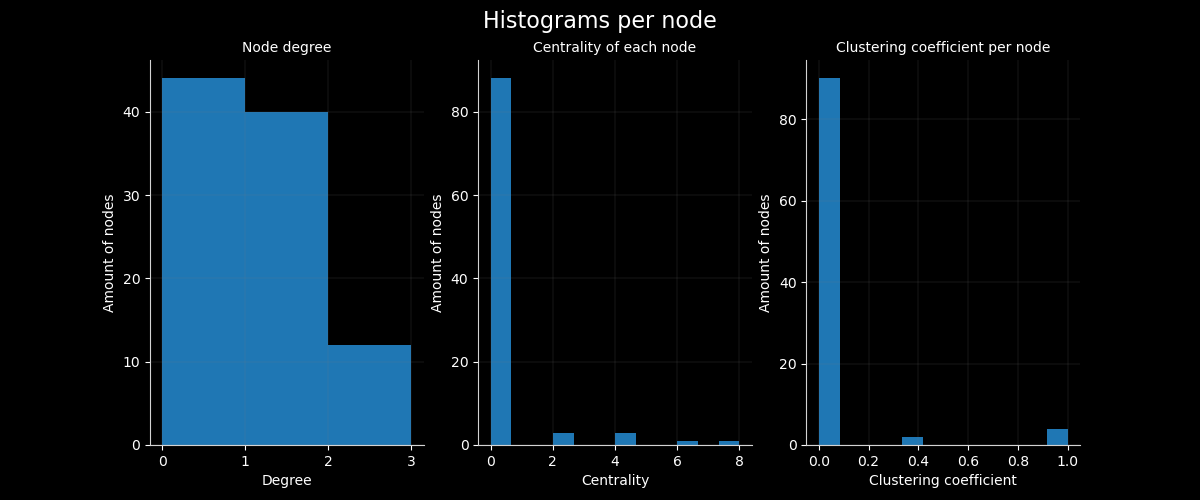 Histograms per node
Node degree
Amount of nodes
40
30
20
10
0
0 1 2 3
Degree
Centrality of each node
Amount of nodes
80
60
40
20
0
0 2 4 6 8
Centrality
Clustering coefficient per node
Amount of nodes
80
60
40
20
0
0.0 0.2 0.4 0.6 0.8 1.0
Clustering coefficient